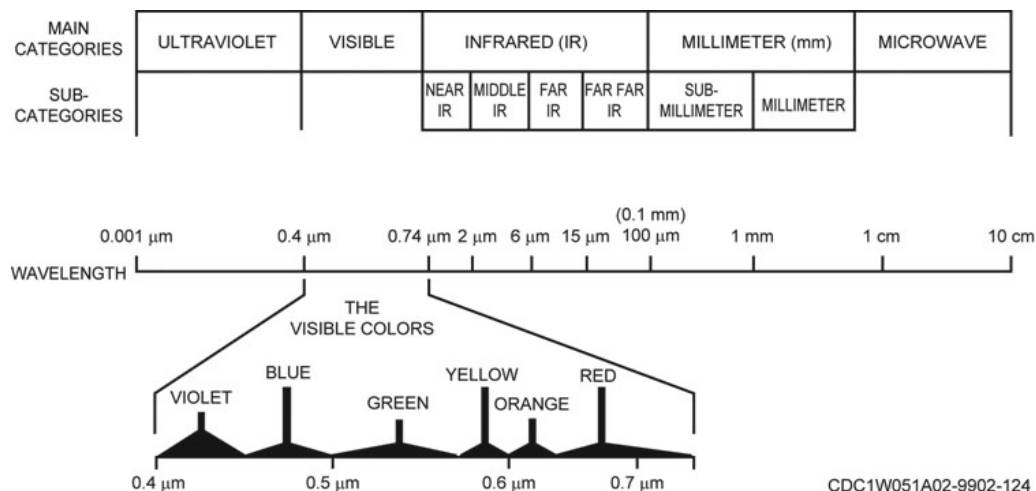 MAIN
CATEGORIES
ULTRAVIOLET
VISIBLE
INFRARED (IR)
MILLIMETER (mm)
MICROWAVE
SUB-
CATEGORIES
NEAR
IR
MIDDLE
IR
FAR
IR
FAR FAR
IR
SUB-
MILLIMETER
MILLIMETER
(0.1 mm)
0.001 µm 0.4 µm 0.74 µm 2 µm 6 µm 15 µm 100 µm 1 mm 1 cm 10 cm
WAVELENGTH
THE
VISIBLE COLORS
VIOLET
BLUE
GREEN
YELLOW
ORANGE
RED
0.4 µm 0.5 µm 0.6 µm 0.7 µm
CDC1W051A02-9902-124